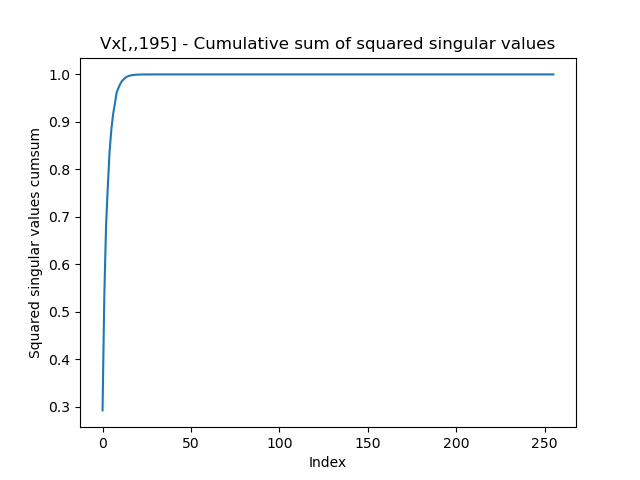 Vx[,,195] - Cumulative sum of squared singular values
1.0
0.9
0.8
0.7
0.6
0.5
0.4
0.3
Squared singular values cumsum
0 50 100 150 200 250
Index